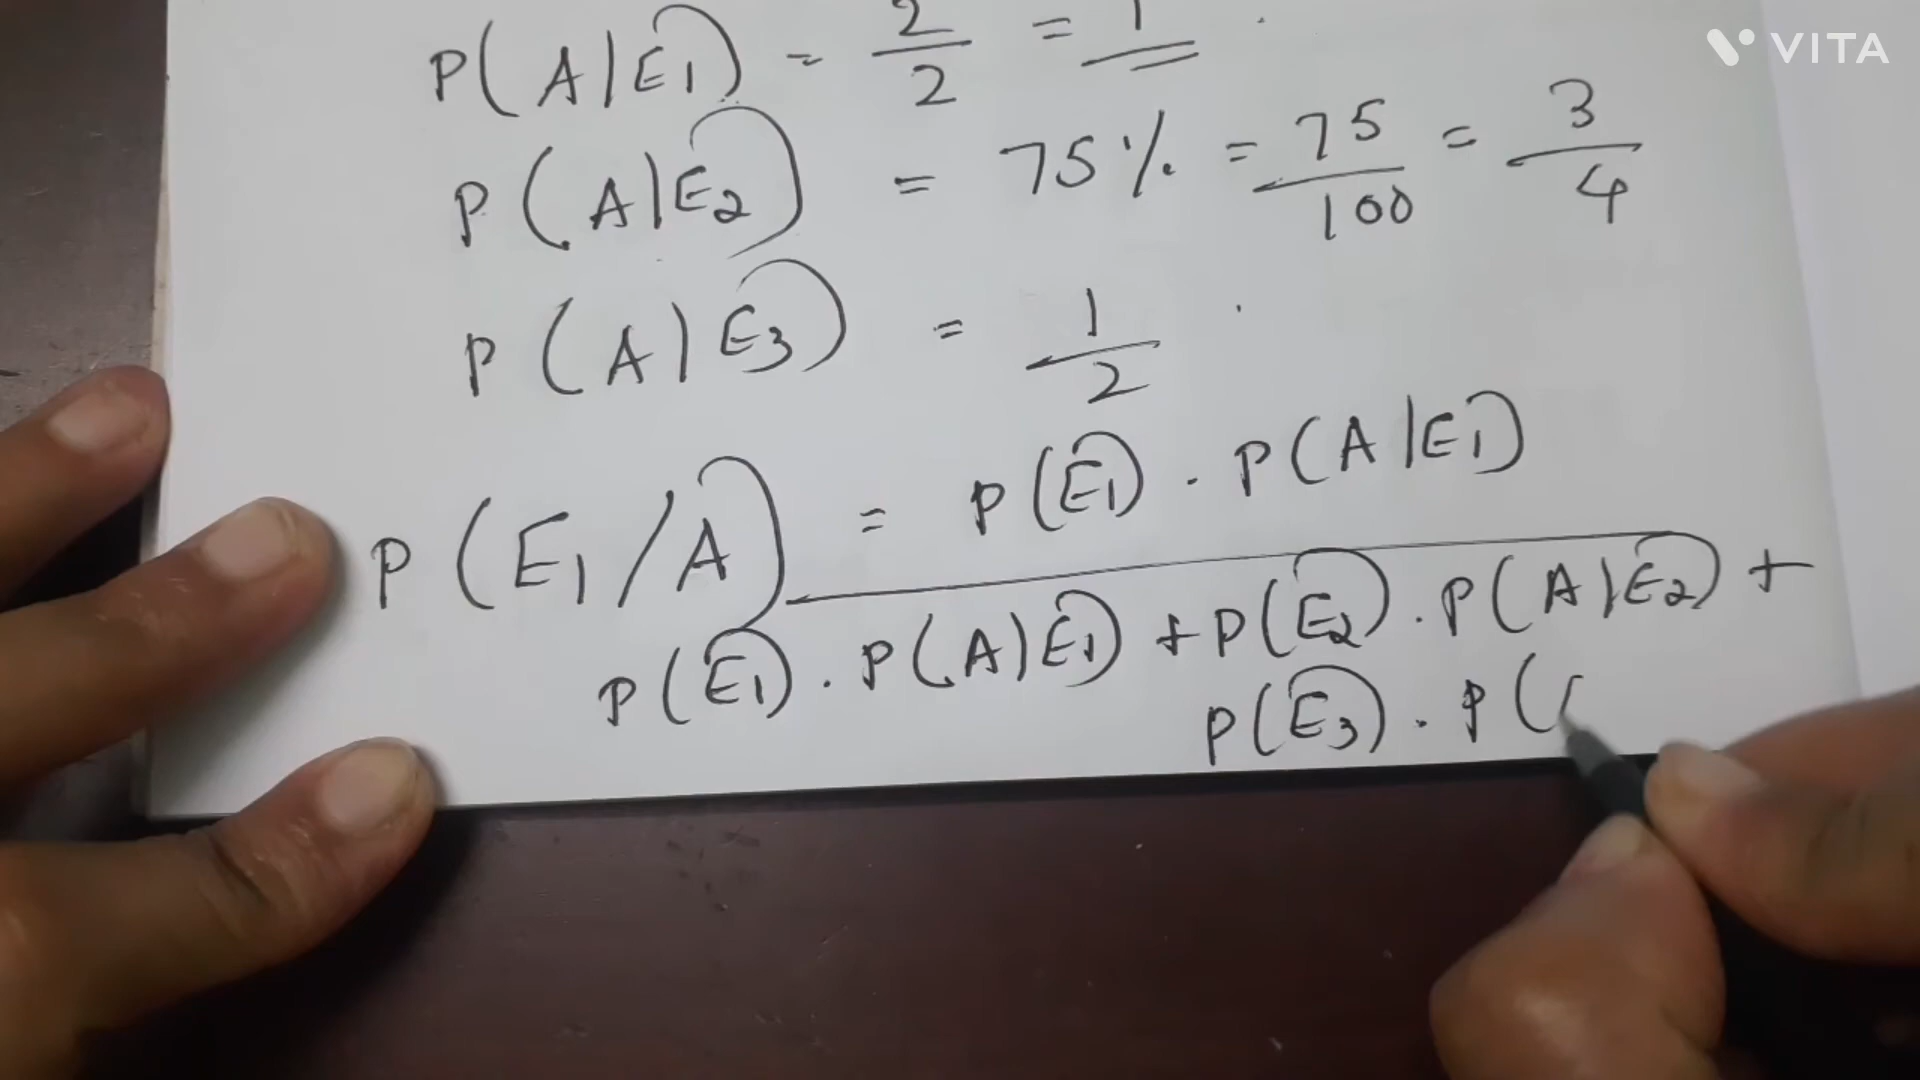 P(A|E1) = 2/2 = 1
VITA
P(A|E2) = 75% = 75/100 = 3/4
P(A|E3) = 1/2
P(E1/A) = P(E1) . P(A|E1)
P(E1) . P(A|E1) + P(E2) . P(A|E2) +
P(E3) . P(